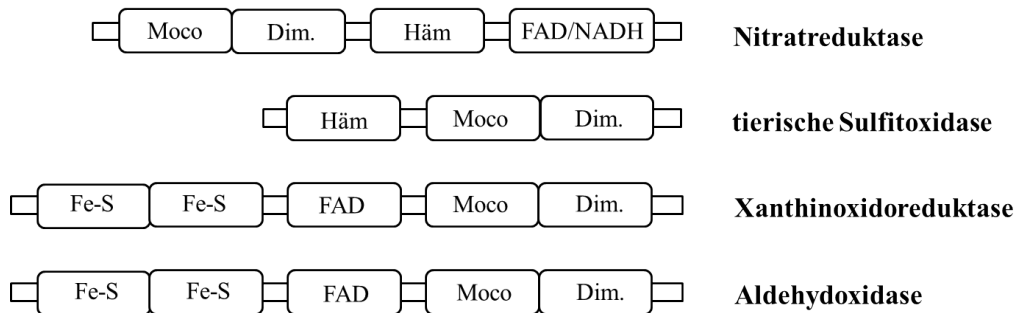 Moco Dim. Häm FAD/NADH Nitratreduktase
Häm Moco Dim. tierische Sulfitoxidase
Fe-S Fe-S FAD Moco Dim. Xanthinoxidoreduktase
Fe-S Fe-S FAD Moco Dim. Aldehydoxidase